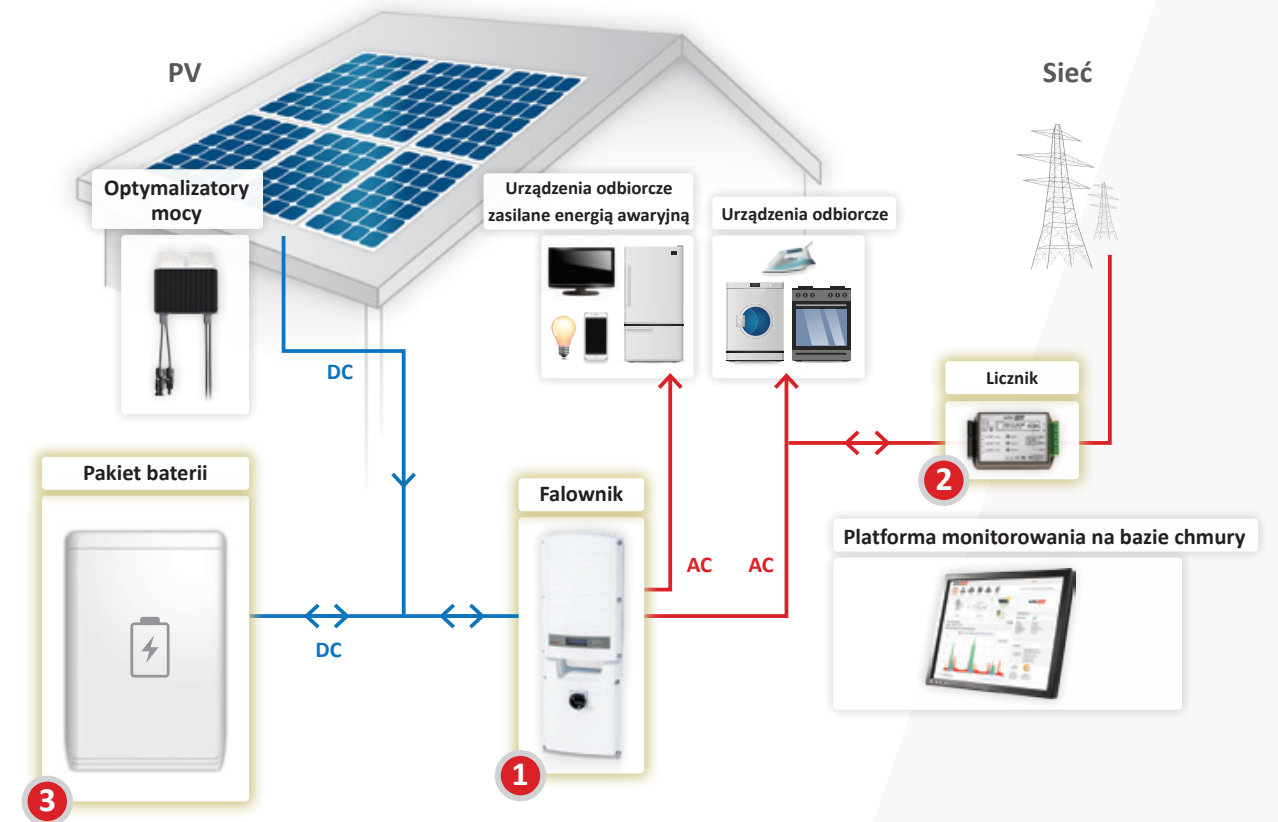 PV
Sieć
Optymalizatory
mocy
Urządzenia odbiorcze
zasilane energią awaryjną
Urządzenia odbiorcze
DC
Licznik
2
Pakiet baterii
Falownik
Platforma monitorowania na bazie chmury
AC
AC
DC
1
3